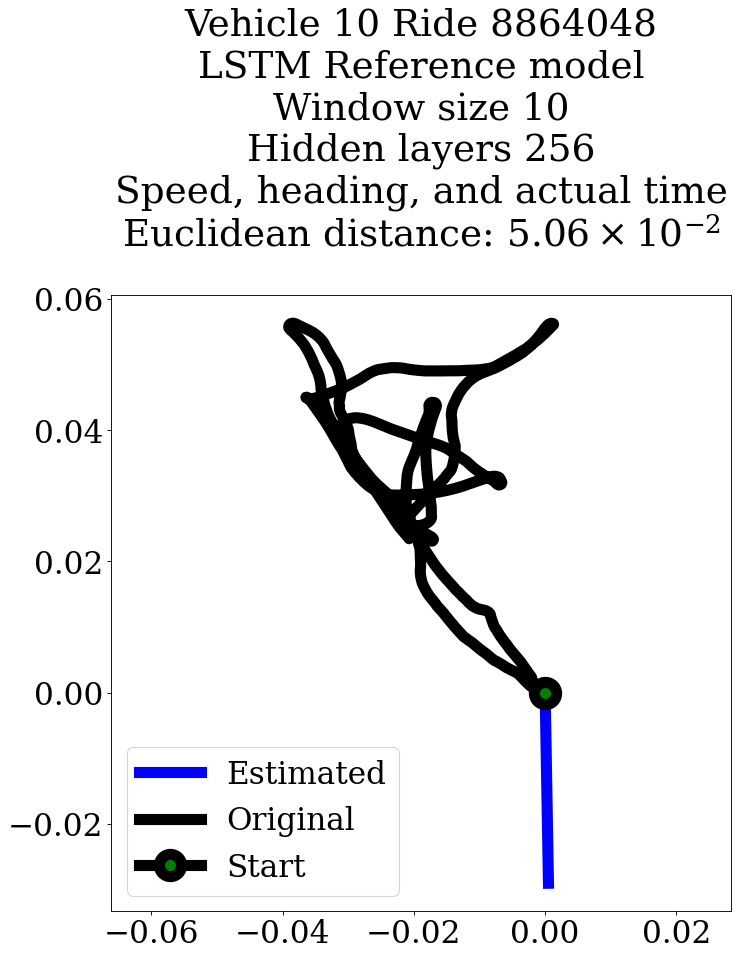 Vehicle 10 Ride 8864048
LSTM Reference model
Window size 10
Hidden layers 256
Speed, heading, and actual time
Euclidean distance: 5.06 × 10⁻²
0.06
0.04
0.02
0.00
−0.02
Estimated
Original
Start
−0.06 −0.04 −0.02 0.00 0.02